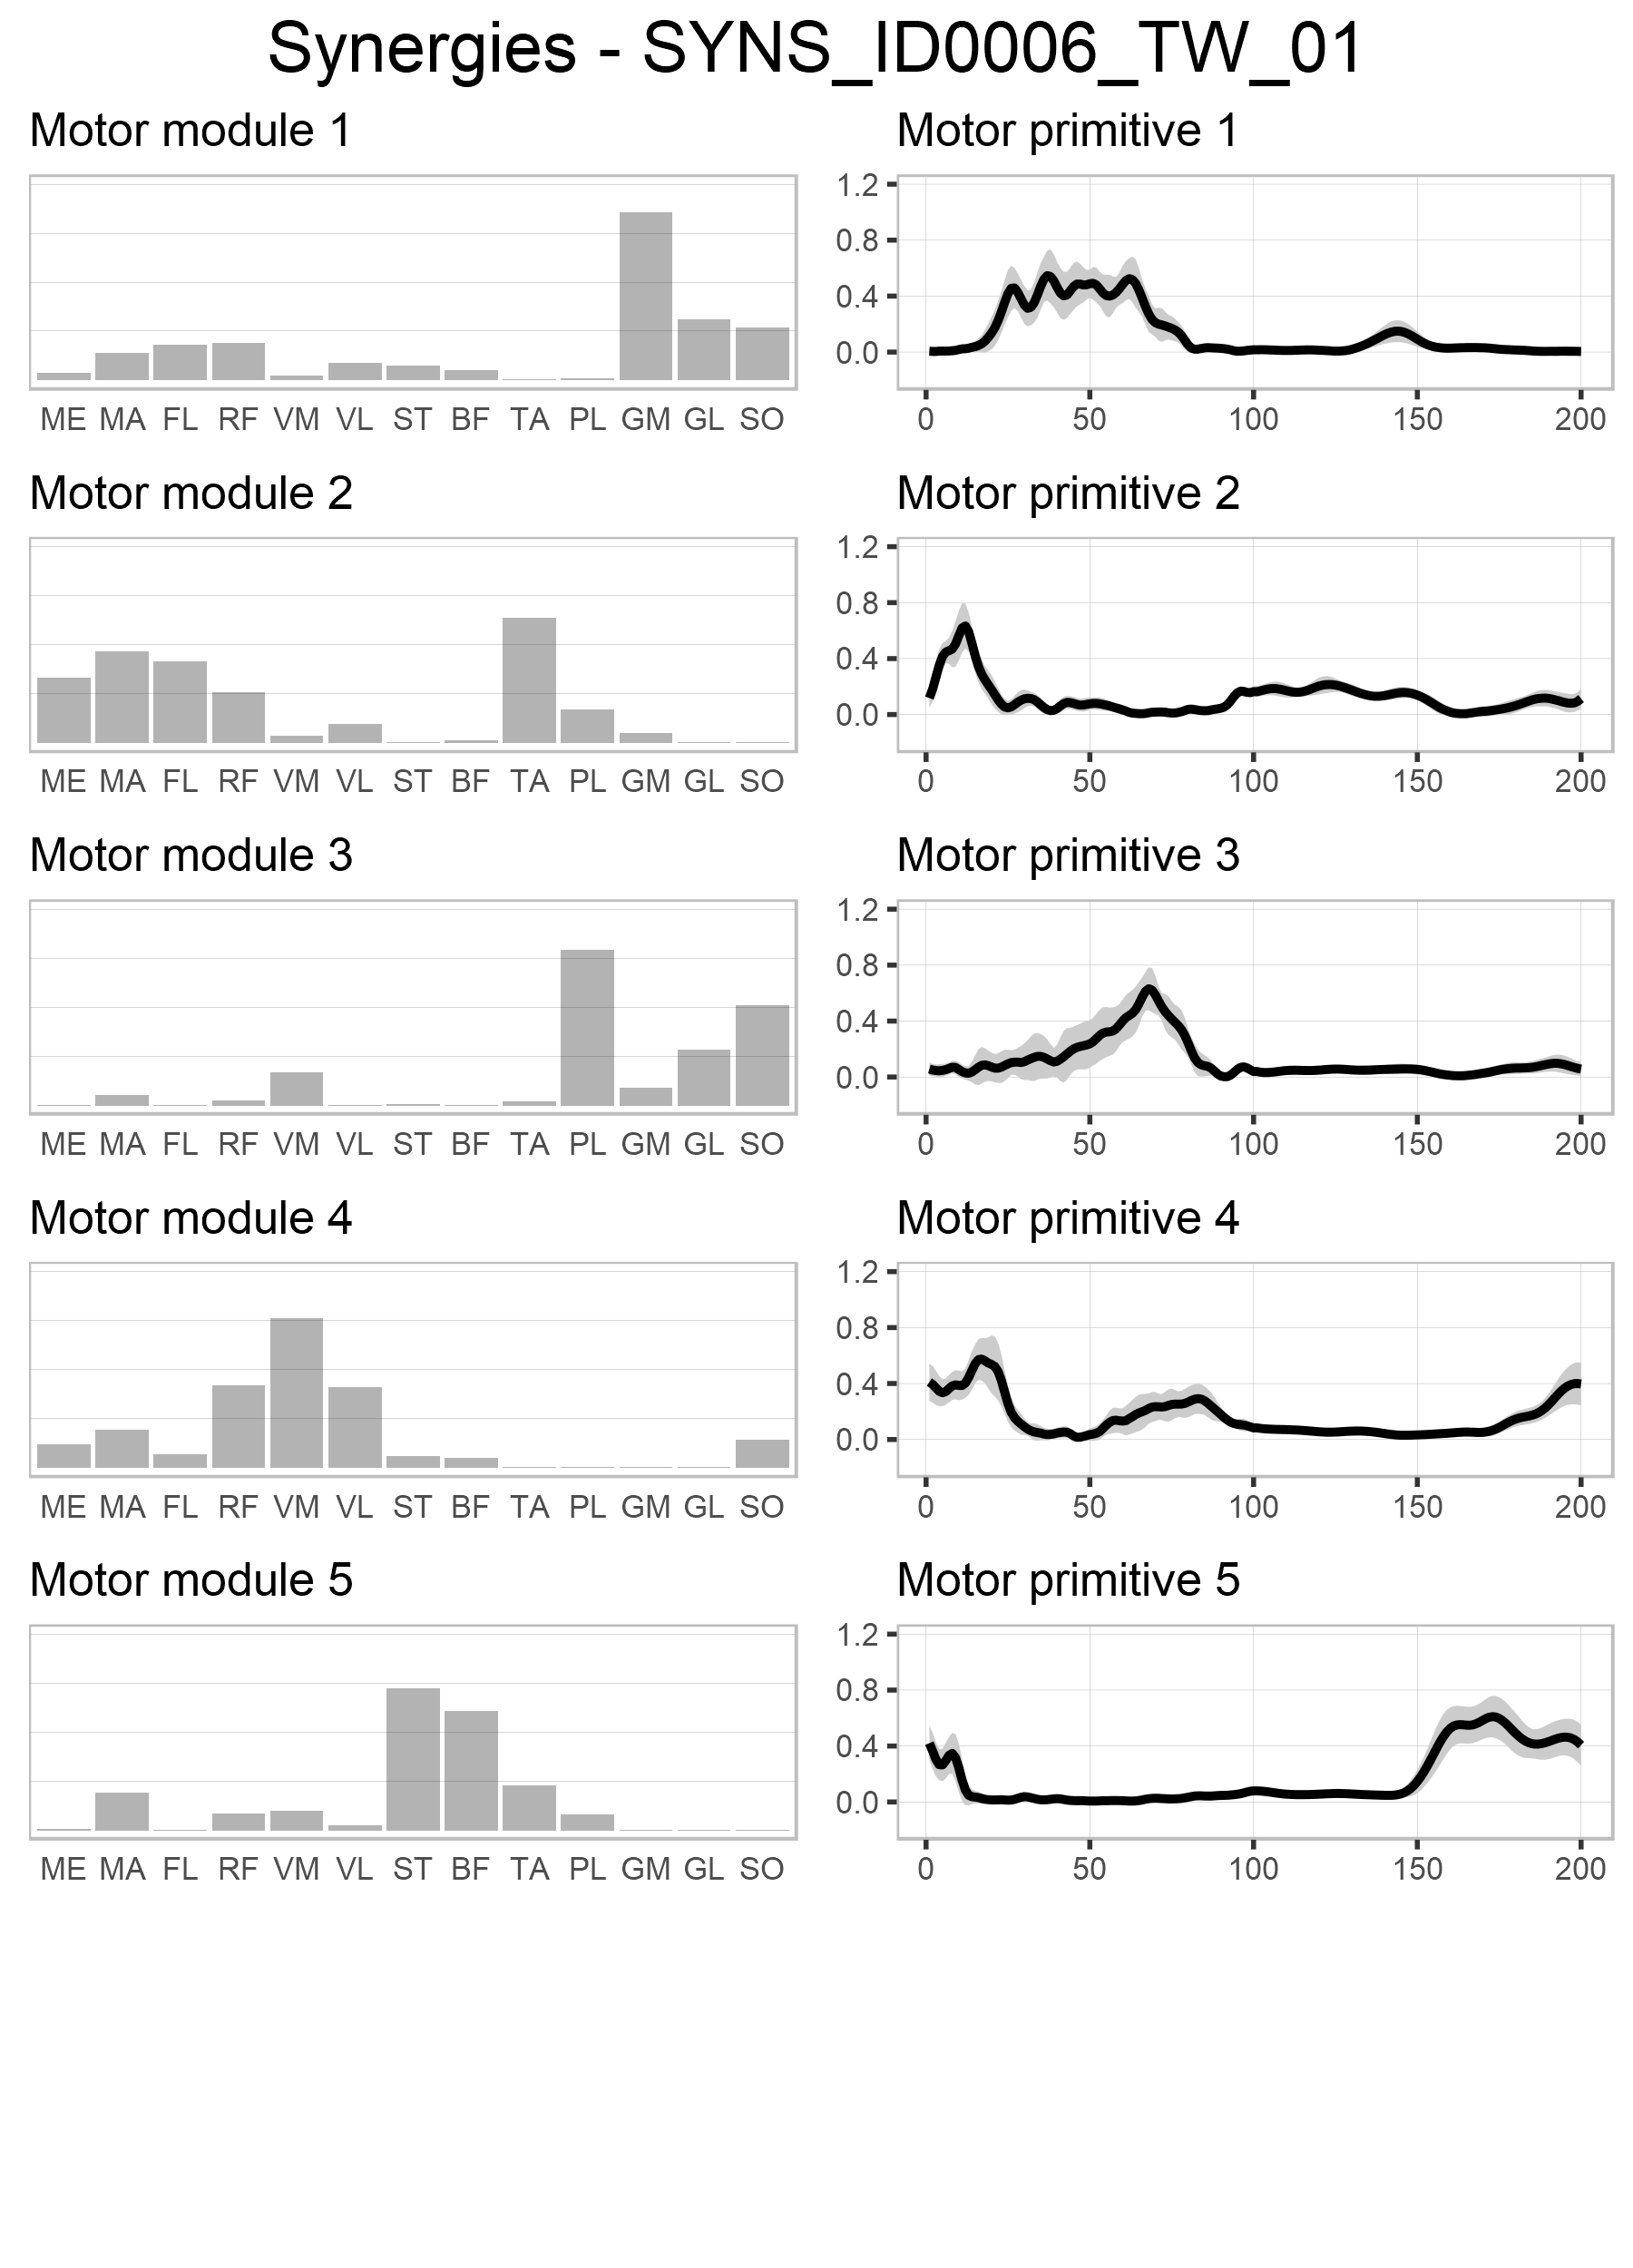 Synergies - SYNS_ID0006_TW_01
Motor module 1
ME MA FL RF VM VL ST BF TA PL GM GL SO
Motor primitive 1
1.2
0.8
0.4
0.0
0 50 100 150 200
Motor module 2
ME MA FL RF VM VL ST BF TA PL GM GL SO
Motor primitive 2
1.2
0.8
0.4
0.0
0 50 100 150 200
Motor module 3
ME MA FL RF VM VL ST BF TA PL GM GL SO
Motor primitive 3
1.2
0.8
0.4
0.0
0 50 100 150 200
Motor module 4
ME MA FL RF VM VL ST BF TA PL GM GL SO
Motor primitive 4
1.2
0.8
0.4
0.0
0 50 100 150 200
Motor module 5
ME MA FL RF VM VL ST BF TA PL GM GL SO
Motor primitive 5
1.2
0.8
0.4
0.0
0 50 100 150 200